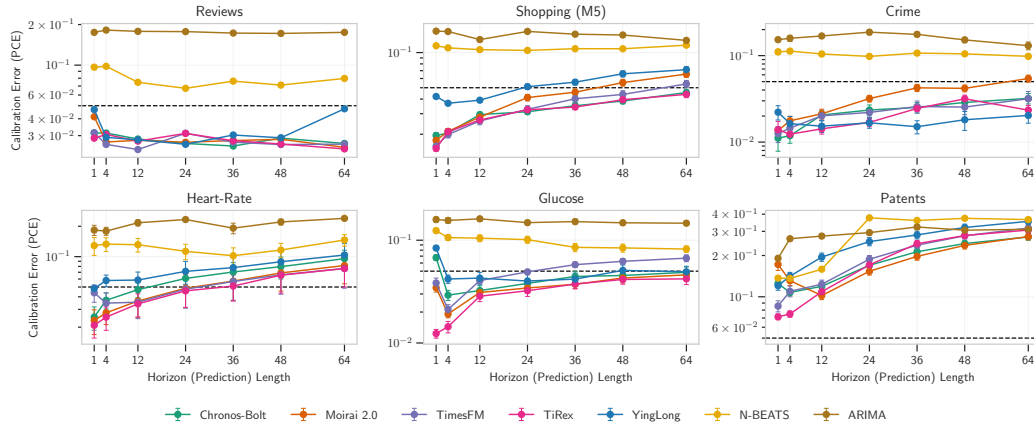 Reviews
Shopping (M5)
Crime
Calibration Error (PCE)
2 × 10⁻¹
10⁻¹
6 × 10⁻²
4 × 10⁻²
3 × 10⁻²
1 4 12 24 36 48 64
10⁻¹
1 4 12 24 36 48 64
10⁻¹
10⁻²
1 4 12 24 36 48 64
Heart-Rate
Glucose
Patents
Calibration Error (PCE)
10⁻¹
1 4 12 24 36 48 64
Horizon (Prediction) Length
10⁻¹
10⁻²
1 4 12 24 36 48 64
Horizon (Prediction) Length
4 × 10⁻¹
3 × 10⁻¹
2 × 10⁻¹
10⁻¹
6 × 10⁻²
1 4 12 24 36 48 64
Horizon (Prediction) Length
Chronos-Bolt Moirai 2.0 TimesFM TiRex YingLong N-BEATS ARIMA